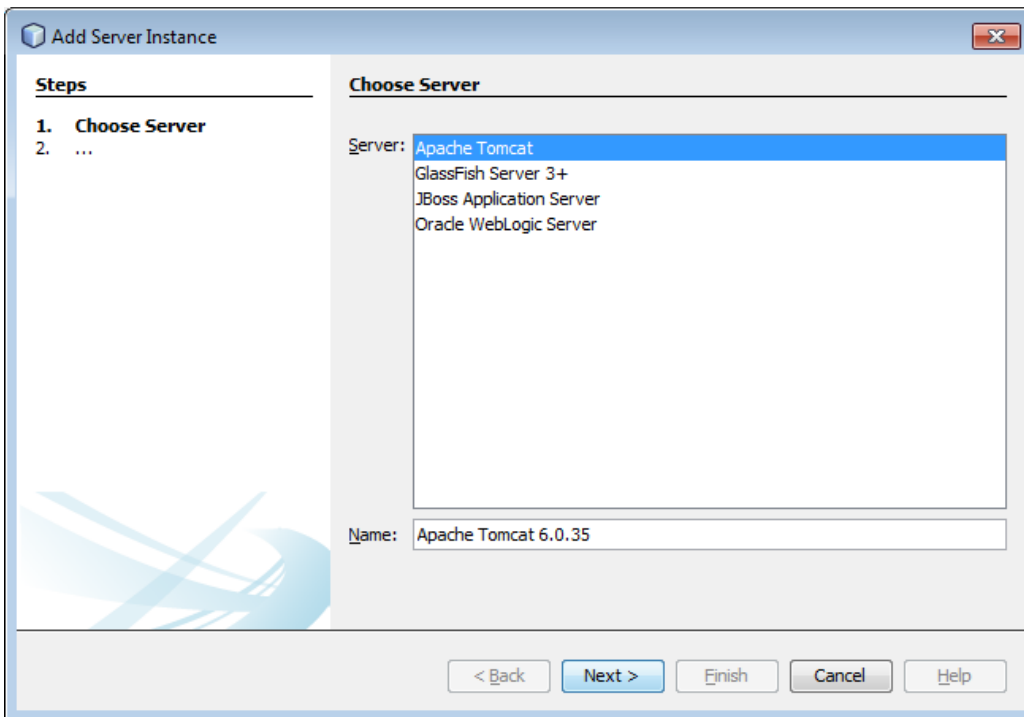 Add Server Instance
Steps
1. Choose Server
2. ...
Choose Server
Server:
Apache Tomcat
GlassFish Server 3+
JBoss Application Server
Oracle WebLogic Server
Name: Apache Tomcat 6.0.35
< Back Next > Finish Cancel Help